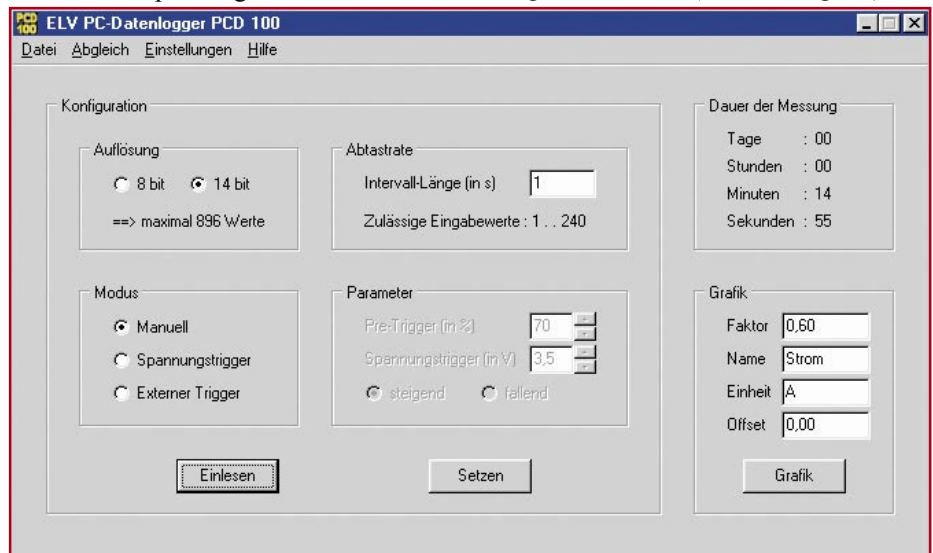 PCD 100 ELV PC-Datenlogger PCD 100
Datei Abgleich Einstellungen Hilfe
Konfiguration
Auflösung
8 bit 14 bit
==> maximal 896 Werte
Abtastrate
Intervall-Länge (in s) 1
Zulässige Eingabewerte : 1 . . 240
Modus
Manuell
Spannungstrigger
Externer Trigger
Parameter
Pre-Trigger (in %) 70
Spannungstrigger (in V) 3,5
steigend fallend
Einlesen
Setzen
Dauer der Messung
Tage : 00
Stunden : 00
Minuten : 14
Sekunden : 55
Grafik
Faktor 0,60
Name Strom
Einheit A
Offset 0,00
Grafik